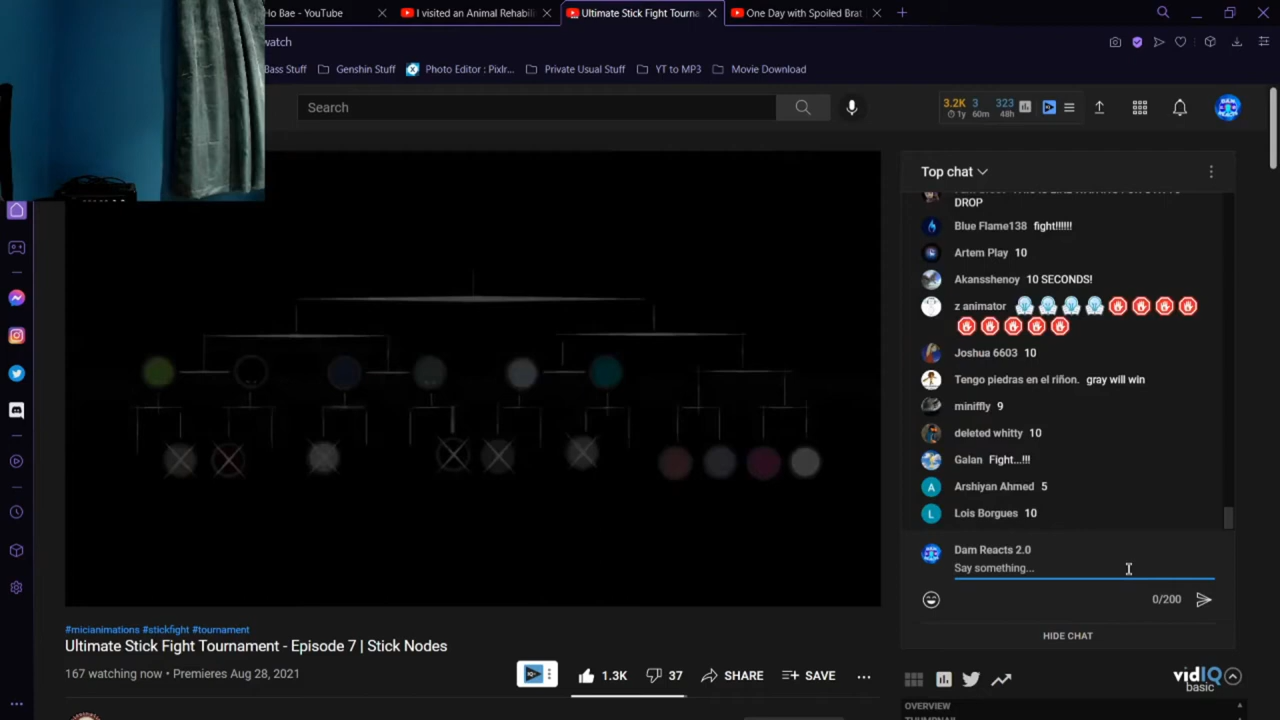 Ho Bae - YouTube
I visited an Animal Rehabili
Ultimate Stick Fight Tourna
One Day with Spoiled Brat
watch
Bass Stuff
Genshin Stuff
Photo Editor : Pixlr...
Private Usual Stuff
YT to MP3
Movie Download
Search
3.2K 3 323
1y 60m 48h
Top chat
DROP
Blue Flame138 fight!!!!!!
Artem Play 10
Akansshenoy 10 SECONDS!
z animator
Joshua 6603 10
Tengo piedras en el riñon. gray will win
miniffly 9
deleted whitty 10
Galan Fight...!!!
A Arshiyan Ahmed 5
L Lois Borgues 10
Dam Reacts 2.0
Say something...
0/200
HIDE CHAT
#micianimations #stickfight #tournament
Ultimate Stick Fight Tournament - Episode 7 | Stick Nodes
167 watching now • Premieres Aug 28, 2021
1.3K
37
SHARE
SAVE
vidIQ
basic
OVERVIEW